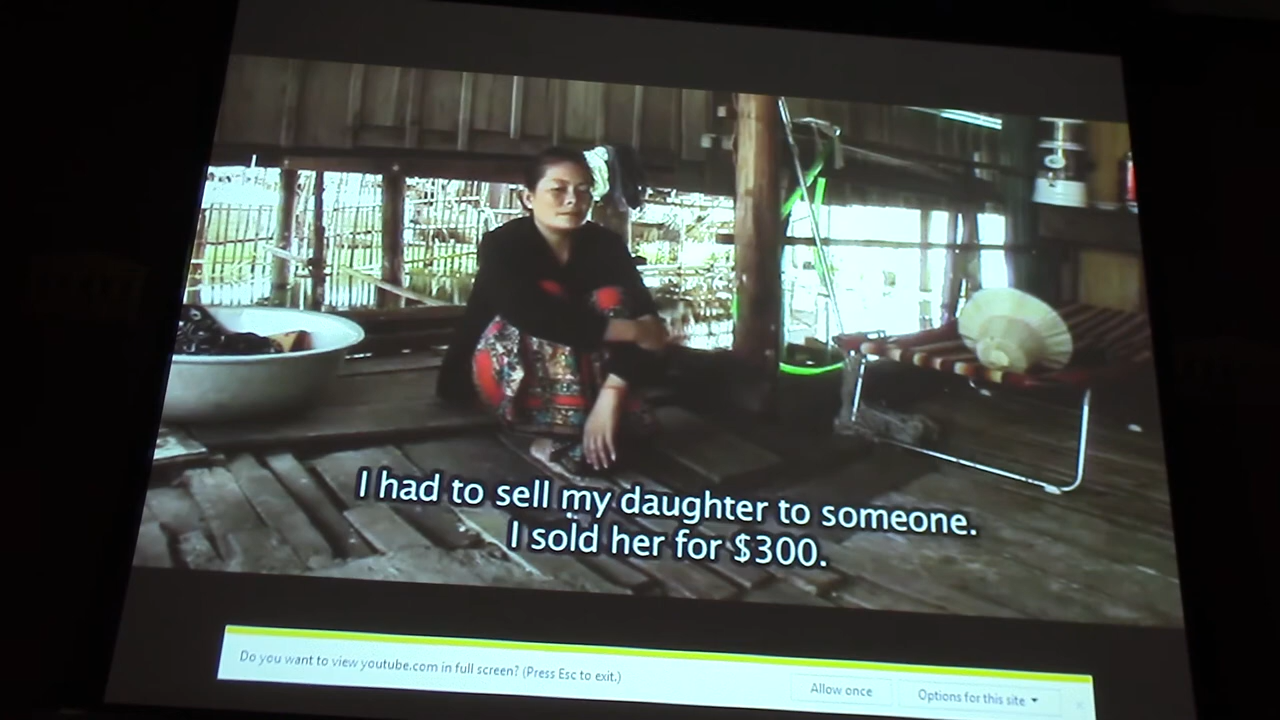 I had to sell my daughter to someone.
I sold her for $300.
Do you want to view youtube.com in full screen? (Press Esc to exit.)
Allow once
Options for this site